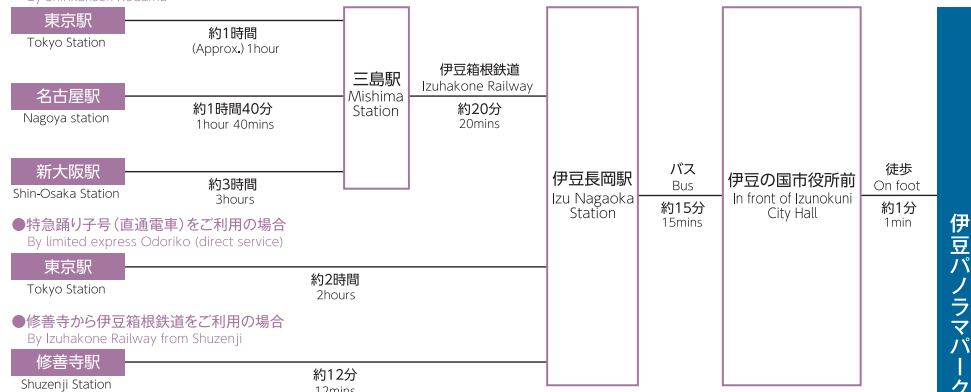 東京駅
Tokyo Station
約1時間
(Approx.) 1hour
名古屋駅
Nagoya station
約1時間40分
1hour 40mins
新大阪駅
Shin-Osaka Station
約3時間
3hours
三島駅
Mishima
Station
伊豆箱根鉄道
Izuhakone Railway
約20分
20mins
●特急踊り子号(直通電車)をご利用の場合
By limited express Odoriko (direct service)
東京駅
Tokyo Station
約2時間
2hours
●修善寺から伊豆箱根鉄道をご利用の場合
By Izuhakone Railway from Shuzenji
修善寺駅
Shuzenji Station
約12分
12mins
伊豆長岡駅
Izu Nagaoka
Station
バス
Bus
約15分
15mins
伊豆の国市役所前
In front of Izunokuni
City Hall
徒歩
On foot
約1分
1min
伊豆パノラマパーク